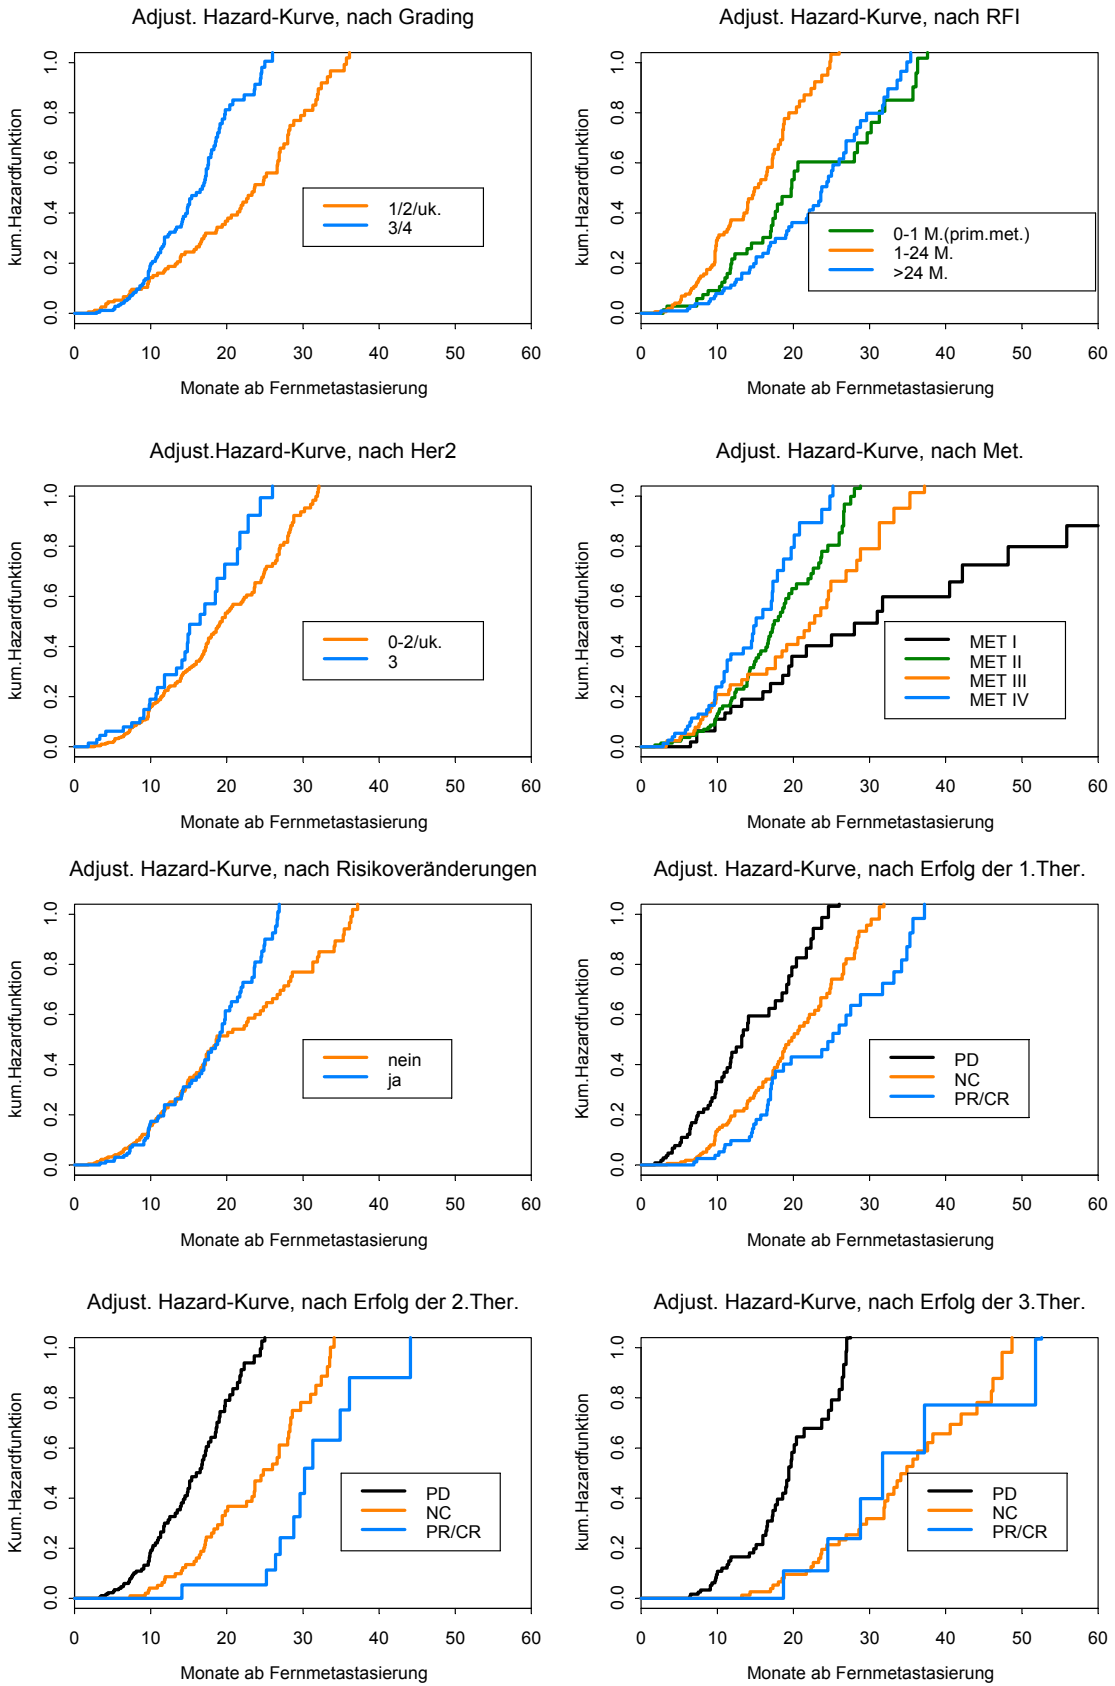 Adjust. Hazard-Kurve, nach Grading
kum.Hazardfunktion
0.0 0.2 0.4 0.6 0.8 1.0
1/2/uk.
3/4
0 10 20 30 40 50 60
Monate ab Fernmetastasierung
Adjust. Hazard-Kurve, nach RFI
kum.Hazardfunktion
0.0 0.2 0.4 0.6 0.8 1.0
0-1 M.(prim.met.)
1-24 M.
>24 M.
0 10 20 30 40 50 60
Monate ab Fernmetastasierung
Adjust.Hazard-Kurve, nach Her2
kum.Hazardfunktion
0.0 0.2 0.4 0.6 0.8 1.0
0-2/uk.
3
0 10 20 30 40 50 60
Monate ab Fernmetastasierung
Adjust. Hazard-Kurve, nach Met.
kum.Hazardfunktion
0.0 0.2 0.4 0.6 0.8 1.0
MET I
MET II
MET III
MET IV
0 10 20 30 40 50 60
Monate ab Fernmetastasierung
Adjust. Hazard-Kurve, nach Risikoveränderungen
kum.Hazardfunktion
0.0 0.2 0.4 0.6 0.8 1.0
nein
ja
0 10 20 30 40 50 60
Monate ab Fernmetastasierung
Adjust. Hazard-Kurve, nach Erfolg der 1.Ther.
Kum.Hazardfunktion
0.0 0.2 0.4 0.6 0.8 1.0
PD
NC
PR/CR
0 10 20 30 40 50 60
Monate ab Fernmetastasierung
Adjust. Hazard-Kurve, nach Erfolg der 2.Ther.
Kum.Hazardfunktion
0.0 0.2 0.4 0.6 0.8 1.0
PD
NC
PR/CR
0 10 20 30 40 50 60
Monate ab Fernmetastasierung
Adjust. Hazard-Kurve, nach Erfolg der 3.Ther.
kum.Hazardfunktion
0.0 0.2 0.4 0.6 0.8 1.0
PD
NC
PR/CR
0 10 20 30 40 50 60
Monate ab Fernmetastasierung